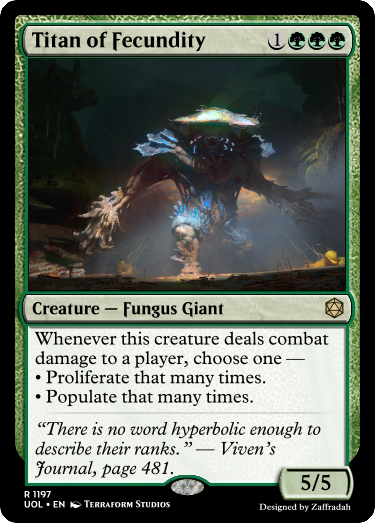 Titan of Fecundity 1
Creature — Fungus Giant
Whenever this creature deals combat
damage to a player, choose one —
• Proliferate that many times.
• Populate that many times.
“There is no word hyperbolic enough to
describe their ranks.” — Viven's
Journal, page 481.
5/5
R 1197
UOL • EN Terraform Studios
Designed by Zaffradah